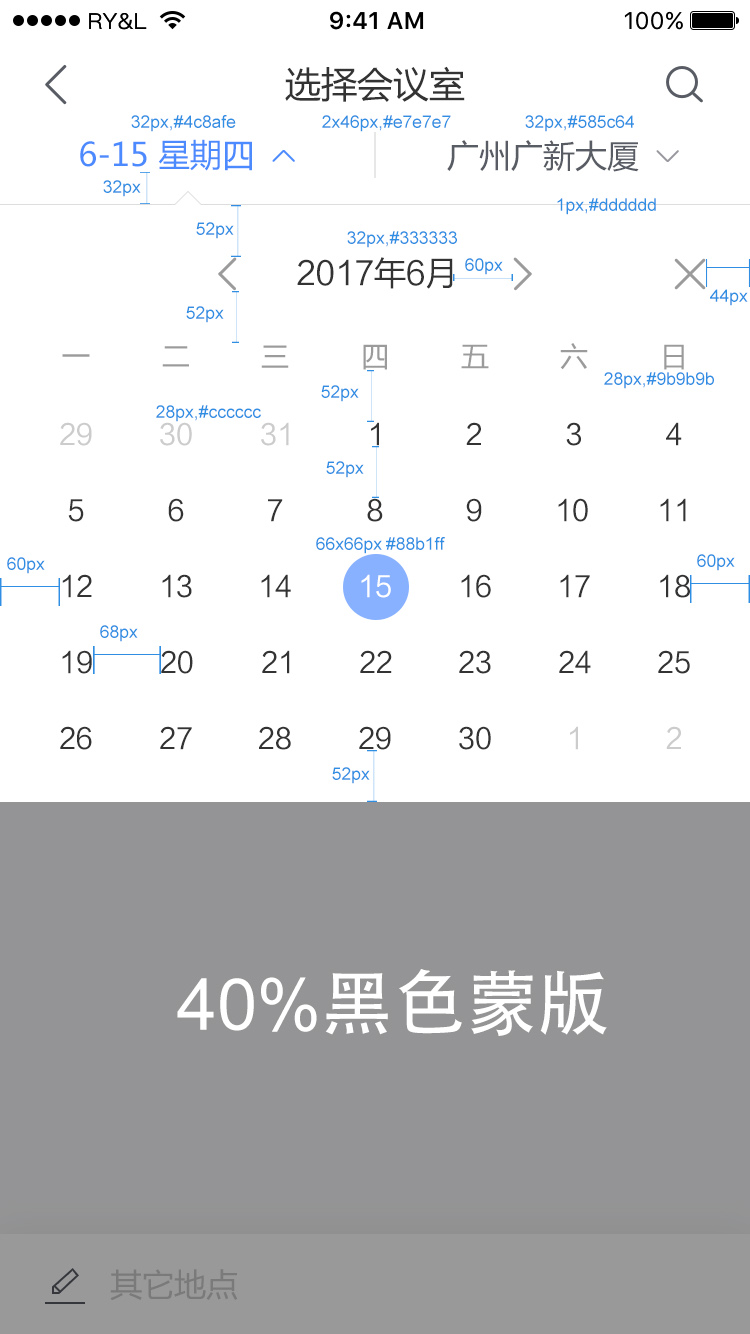 RY&L 9:41 AM 100%
选择会议室
32px,#4c8afe 2x46px,#e7e7e7 32px,#585c64
6-15 星期四 广州广新大厦
32px
1px,#dddddd
52px
32px,#333333
2017年6月 60px
44px
52px
一 二 三 四 五 六 日
28px,#9b9b9b
52px
28px,#cccccc
29 30 31 1 2 3 4
52px
5 6 7 8 9 10 11
66x66px #88b1ff
60px 60px
12 13 14 15 16 17 18
68px
19 20 21 22 23 24 25
26 27 28 29 30 1 2
52px
40%黑色蒙版
其它地点